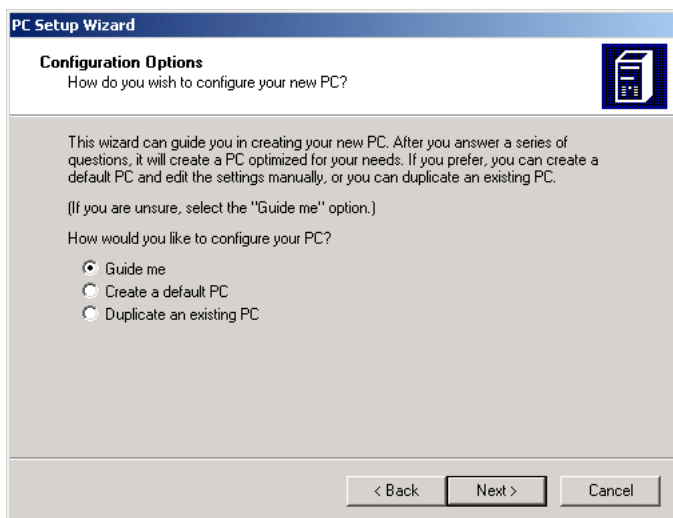 PC Setup Wizard
Configuration Options
How do you wish to configure your new PC?
This wizard can guide you in creating your new PC. After you answer a series of
questions, it will create a PC optimized for your needs. If you prefer, you can create a
default PC and edit the settings manually, or you can duplicate an existing PC.
(If you are unsure, select the "Guide me" option.)
How would you like to configure your PC?
Guide me
Create a default PC
Duplicate an existing PC
< Back
Next >
Cancel